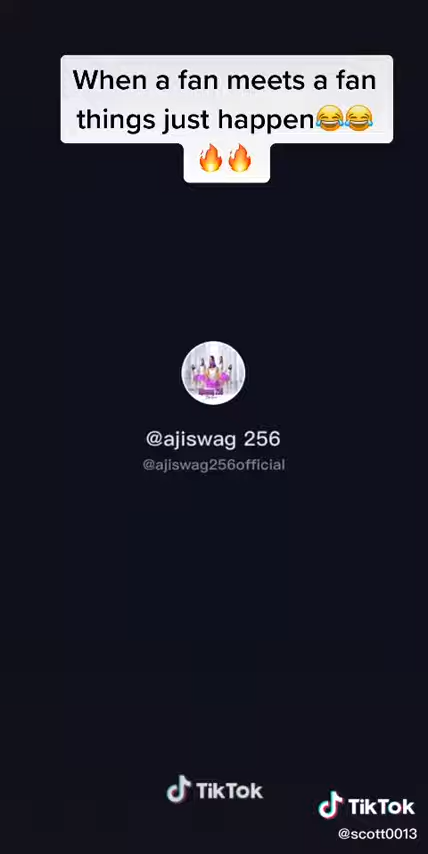 When a fan meets a fan
things just happen😂😂
🔥🔥
@ajiswag 256
@ajiswag256official
TikTok
TikTok
@scott0013